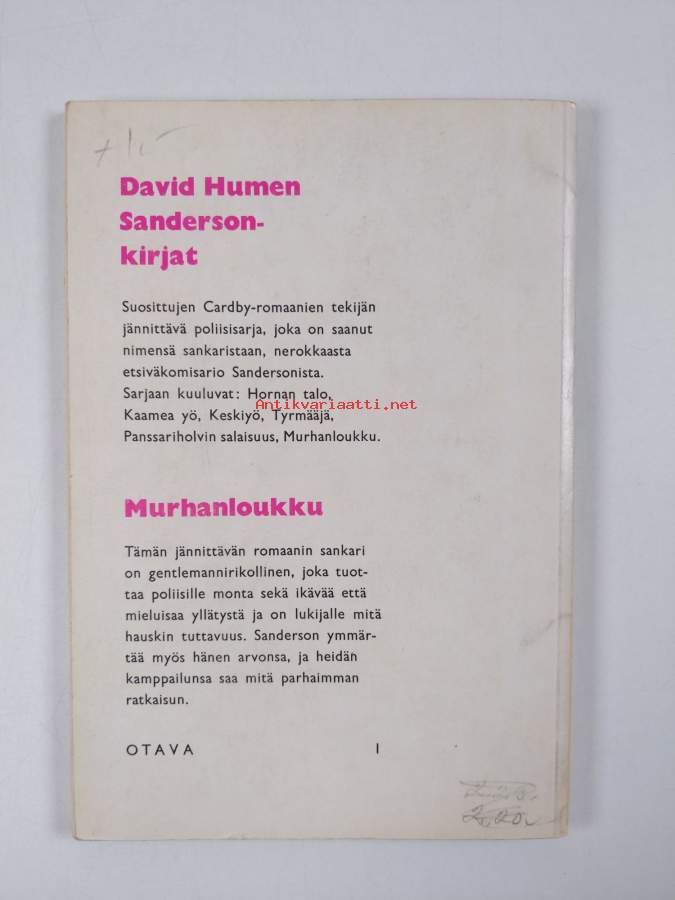 David Humen
Sanderson-
kirjat
Suosittujen Cardby-romaanien tekijän
jännittävä poliisisarja, joka on saanut
nimensä sankaristaan, nerokkaasta
etsiväkomisario Sandersonista.
Sarjaan kuuluvat: Hornan talo,
Antikvariaatti.net
Kaamea yö, Keskiyö, Tyrmääjä,
Panssariholvin salaisuus, Murhanloukku.
Murhanloukku
Tämän jännittävän romaanin sankari
on gentlemannirikollinen, joka tuot-
taa poliisille monta sekä ikävää että
mieluisaa yllätystä ja on lukijalle mitä
hauskin tuttavuus. Sanderson ymmär-
tää myös hänen arvonsa, ja heidän
kamppailunsa saa mitä parhaimman
ratkaisun.
OTAVA I